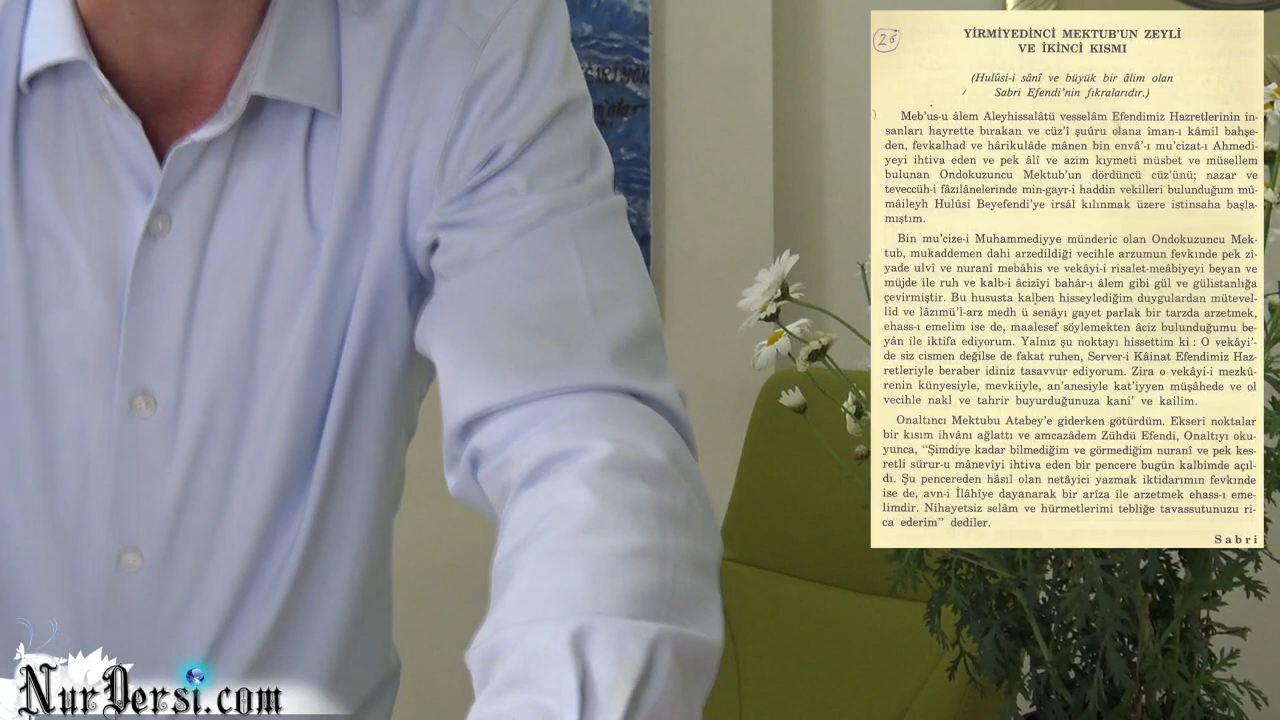 26
YİRMİYEDİNCİ MEKTUB'UN ZEYLİ
VE İKİNCİ KISMI
(Hulûsi-i sânî ve büyük bir âlim olan
Sabri Efendi'nin fıkralarıdır.)
Meb'us-u âlem Aleyhissalâtü vesselâm Efendimiz Hazretlerinin in-
sanları hayrette bırakan ve cüz'î şuûru olana îman-ı kâmil bahşe-
den, fevkalhad ve hârikulâde mânen bin envâ'-ı mu'cizat-ı Ahmedi-
yeyi ihtiva eden ve pek âlî ve azim kıymeti müsbet ve müsellem
bulunan Ondokuzuncu Mektub'un dördüncü cüz'ünü; nazar ve
teveccüh-i fâzılânelerinde min-gayr-i haddin vekilleri bulunduğum mû-
mâileyh Hulûsi Beyefendi'ye irsâl kılınmak üzere istinsaha başla-
mıştım.
Bin mu'cize-i Muhammediyye münderic olan Ondokuzuncu Mek-
tub, mukaddemen dahi arzedildiği vecihle arzumun fevkınde pek zi-
yade ulvî ve nuranî mebâhis ve vekâyi-i risalet-meâbiyeyi beyan ve
müjde ile ruh ve kalb-i âcizîyi bahâr-ı âlem gibi gül ve gülistanlığa
çevirmiştir. Bu hususta kalben hisseylediğim duygulardan mütevel-
lid ve lâzımü'l-arz medh ü senâyı gayet parlak bir tarzda arzetmek,
ehass-ı emelim ise de, maalesef söylemekten âciz bulunduğumu be-
yân ile iktifa ediyorum. Yalnız şu noktayı hissettim ki : O vekâyi'-
de siz cismen değilse de fakat ruhen, Server-i Kâinat Efendimiz Haz-
retleriyle beraber idiniz tasavvur ediyorum. Zira o vekâyi-i mezkû-
renin künyesiyle, mevkiiyle, an'anesiyle kat'iyyen müşâhede ve ol
vecihle nakl ve tahrir buyurduğunuza kani' ve kailim.
Onaltıncı Mektubu Atabey'e giderken götürdüm. Ekseri noktalar
bir kısım ihvânı ağlattı ve amcazâdem Zühdü Efendi, Onaltıyı oku-
yunca, "Şimdiye kadar bilmediğim ve görmediğim nuranî ve pek kes-
retli sürur-u mânevîyi ihtiva eden bir pencere bugün kalbimde açıl-
dı. Şu pencereden hâsıl olan netâyici yazmak iktidarımın fevkinde
ise de, avn-i İlâhîye dayanarak bir arîza ile arzetmek ehass-ı eme-
limdir. Nihayetsiz selâm ve hürmetlerimi tebliğe tavassutunuzu ri-
ca ederim" dediler.
Sabri
NurDersi.com